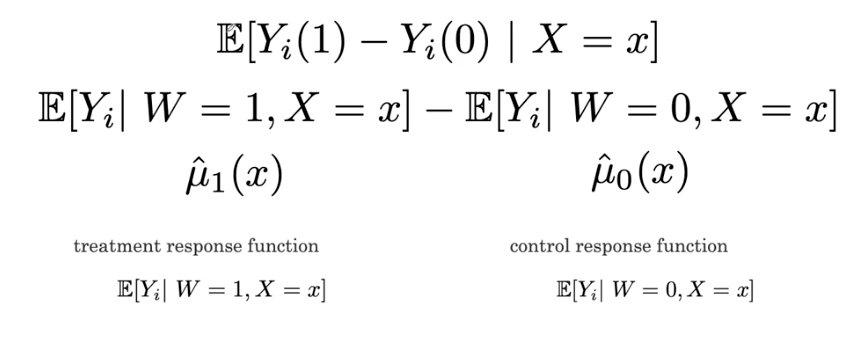 𝔼[Yᵢ(1) − Yᵢ(0) | X = x]
𝔼[Yᵢ| W = 1, X = x] − 𝔼[Yᵢ| W = 0, X = x]
μ̂₁(x) μ̂₀(x)
treatment response function control response function
𝔼[Yᵢ| W = 1, X = x] 𝔼[Yᵢ| W = 0, X = x]